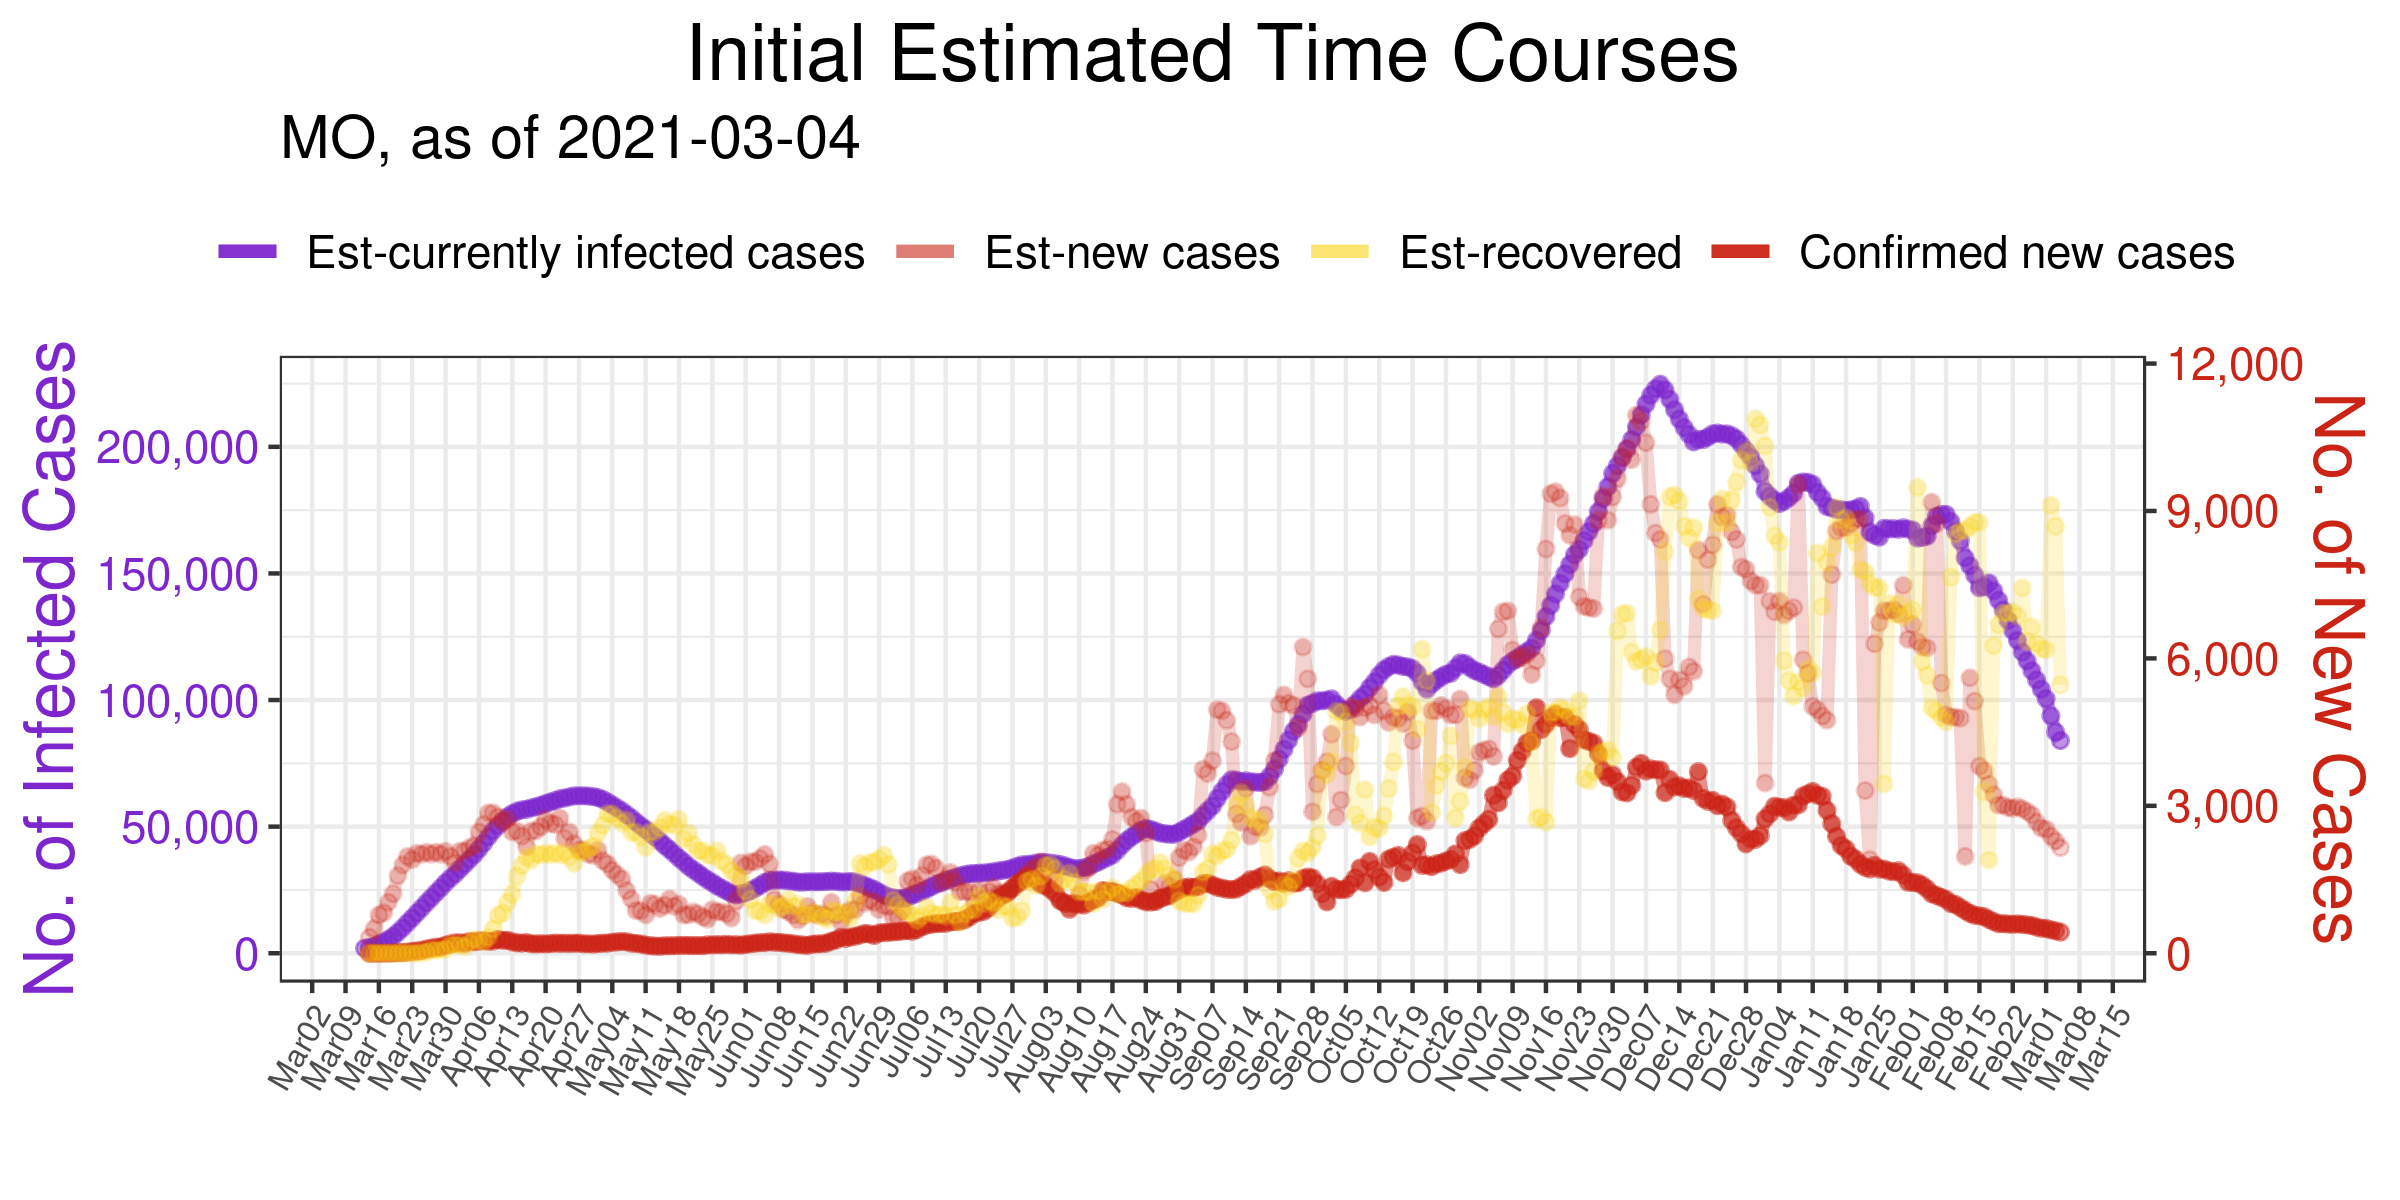 Initial Estimated Time Courses
MO, as of 2021-03-04
Est-currently infected cases Est-new cases Est-recovered Confirmed new cases
No. of Infected Cases
200,000
150,000
100,000
50,000
0
12,000
9,000
6,000
3,000
0
No. of New Cases
Mar02 Mar09 Mar16 Mar23 Mar30 Apr06 Apr13 Apr20 Apr27 May04 May11 May18 May25 Jun01 Jun08 Jun15 Jun22 Jun29 Jul06 Jul13 Jul20 Jul27 Aug03 Aug10 Aug17 Aug24 Aug31 Sep07 Sep14 Sep21 Sep28 Oct05 Oct12 Oct19 Oct26 Nov02 Nov09 Nov16 Nov23 Nov30 Dec07 Dec14 Dec21 Dec28 Jan04 Jan11 Jan18 Jan25 Feb01 Feb08 Feb15 Feb22 Mar01 Mar08 Mar15